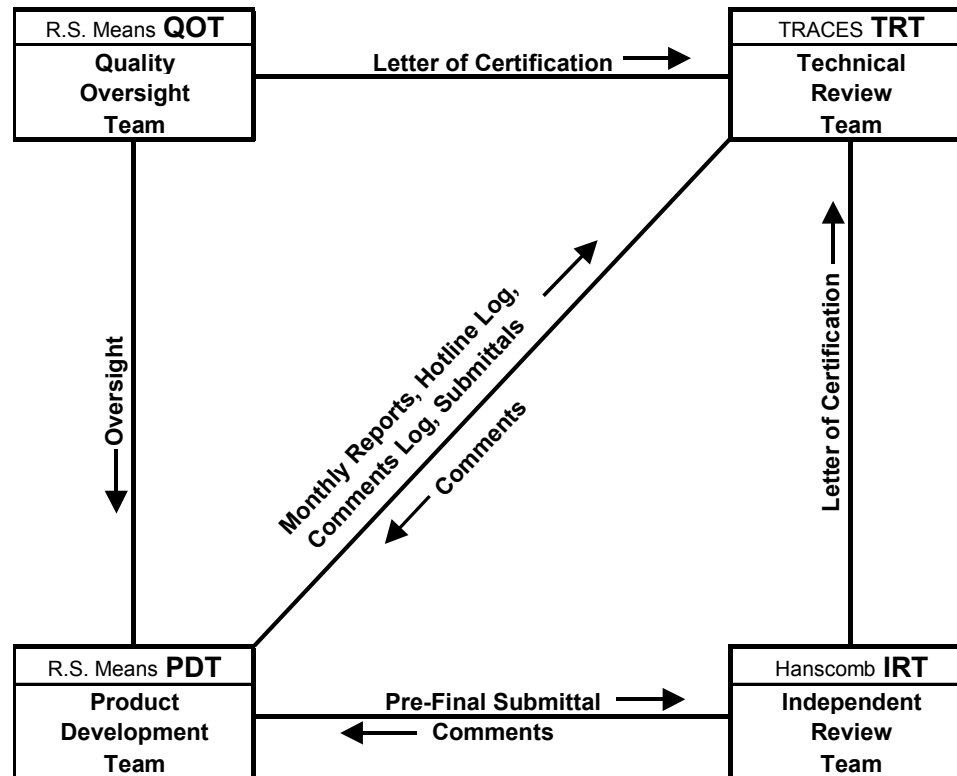 R.S. Means QOT
Quality
Oversight
Team
Letter of Certification
TRACES TRT
Technical
Review
Team
Oversight
Monthly Reports, Hotline Log,
Comments Log, Submittals
Comments
Letter of Certification
R.S. Means PDT
Product
Development
Team
Pre-Final Submittal
Comments
Hanscomb IRT
Independent
Review
Team